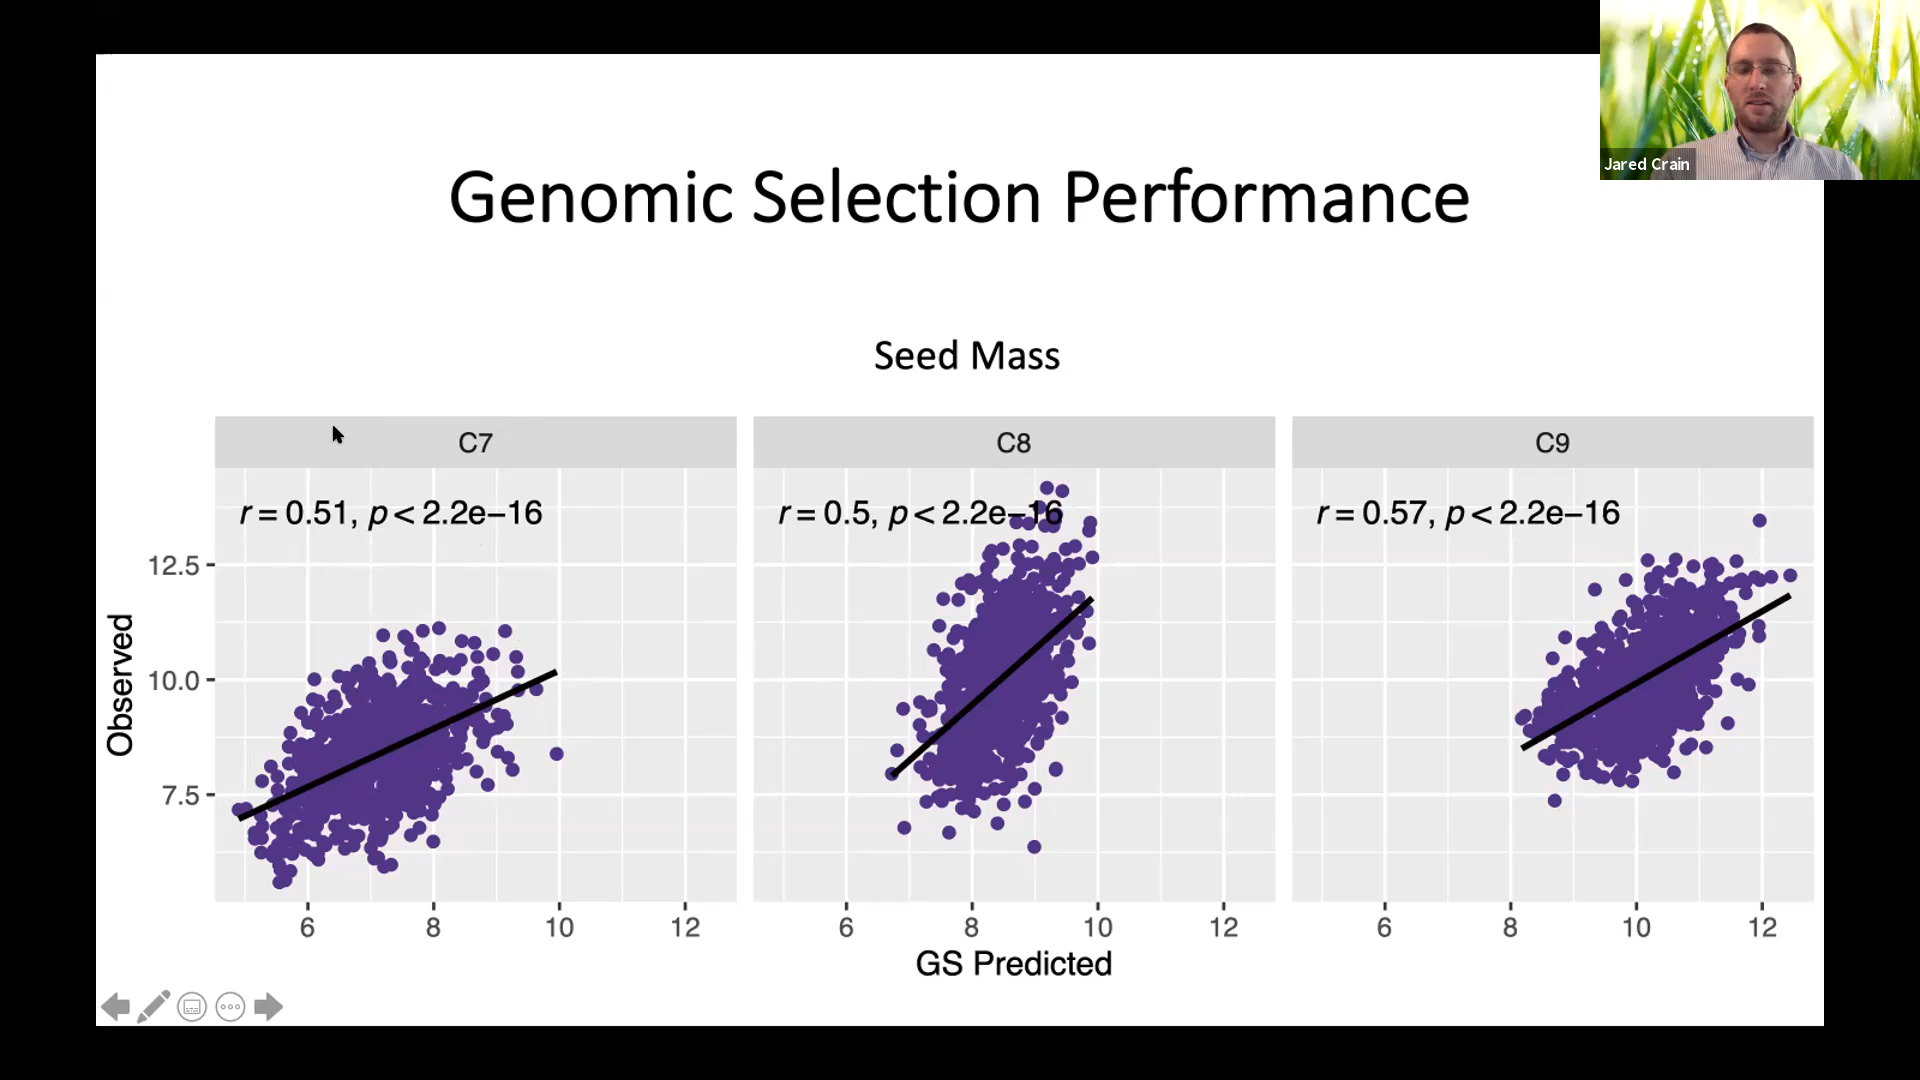 Jared Crain
Genomic Selection Performance
Seed Mass
C7
C8
C9
r = 0.51, p < 2.2e−16
r = 0.5, p < 2.2e−16
r = 0.57, p < 2.2e−16
12.5
10.0
7.5
Observed
6 8 10 12
6 8 10 12
6 8 10 12
GS Predicted